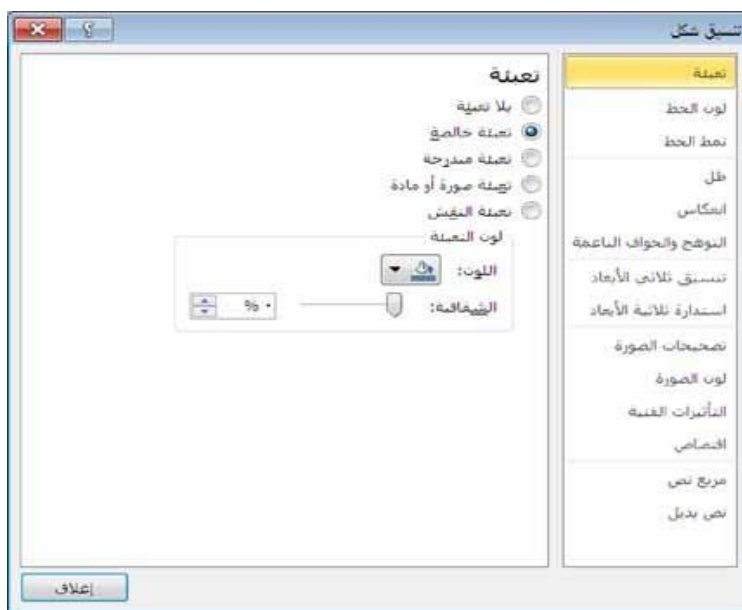 تنسيق شكل
تعبئة
لون الخط
نمط الخط
ظل
انعكاس
التوهج والحواف الناعمة
تنسيق ثلاثي الأبعاد
استدارة ثلاثية الأبعاد
تصحيحات الصورة
لون الصورة
التأثيرات الفنية
اقتصاص
مربع نص
نص بديل
تعبئة
بلا تعبئة
تعبئة خالصة
تعبئة متدرجة
تعبئة صورة أو مادة
تعبئة النقش
لون التعبئة
اللون:
الشفافية: ٠ %
إغلاق